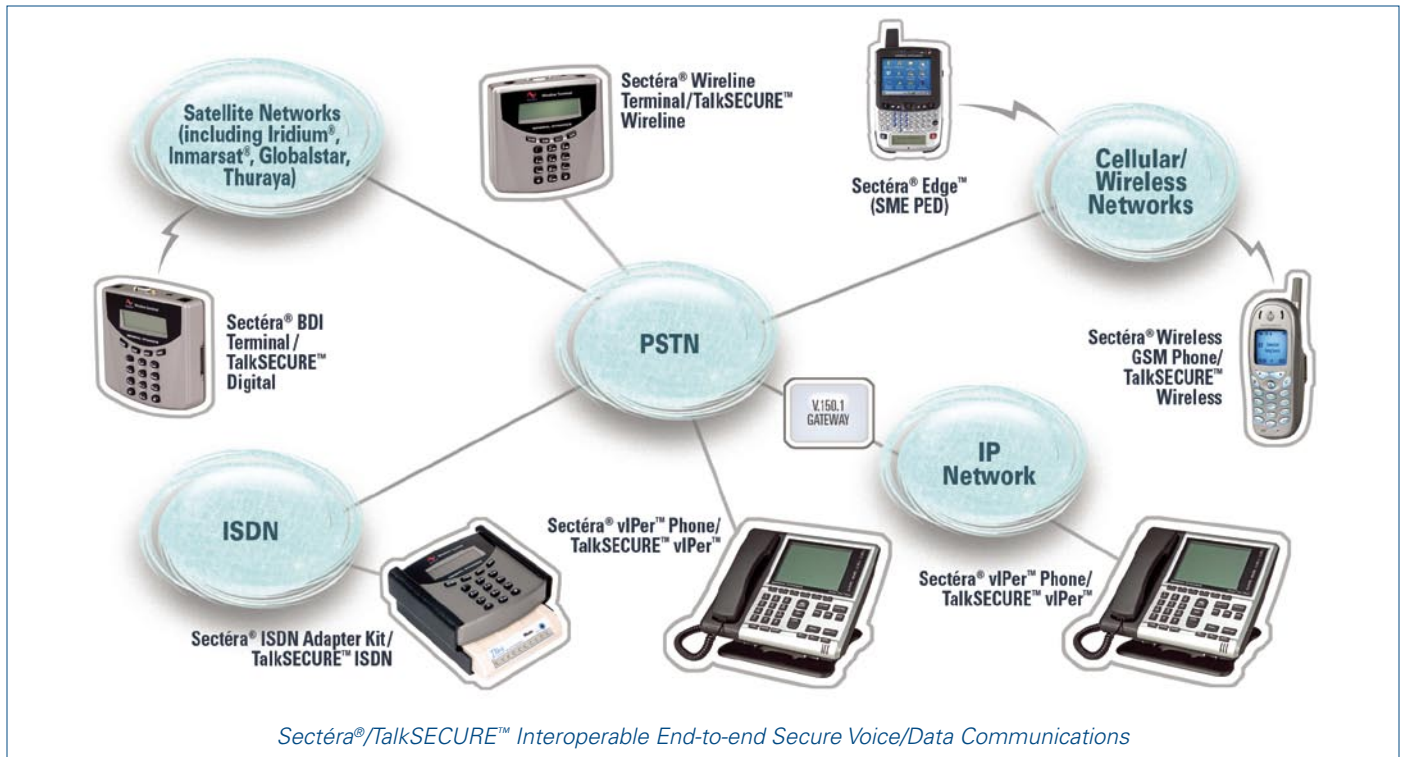 Satellite Networks
(including Iridium®,
Inmarsat®, Globalstar,
Thuraya)
Sectéra® Wireline
Terminal/TalkSECURE™
Wireline
Sectéra® Edge™
(SME PED)
Cellular/
Wireless
Networks
Sectéra® BDI
Terminal/
TalkSECURE™
Digital
PSTN
Sectéra® Wireless
GSM Phone/
TalkSECURE™
Wireless
V.150.1
GATEWAY
IP
Network
ISDN
Sectéra® vIPer™ Phone/
TalkSECURE™ vIPer™
Sectéra® vIPer™ Phone/
TalkSECURE™ vIPer™
Sectéra® ISDN Adapter Kit/
TalkSECURE™ ISDN
Sectéra®/TalkSECURE™ Interoperable End-to-end Secure Voice/Data Communications